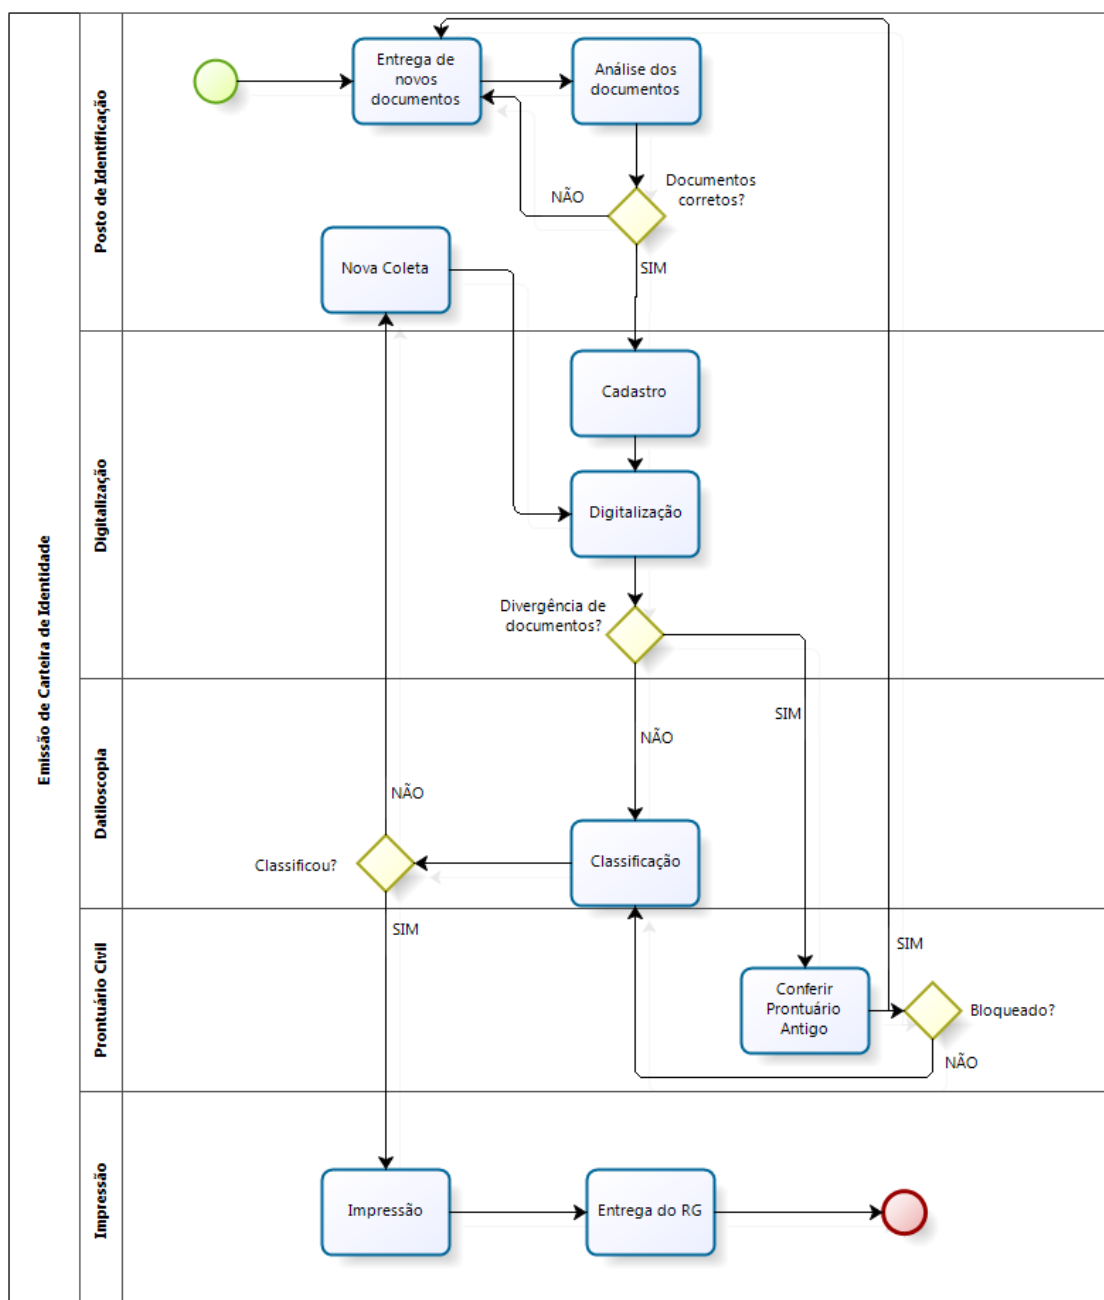 Emissão de Carteira de Identidade
Posto de Identificação
Entrega de
novos
documentos
Análise dos
documentos
Documentos
corretos?
NÃO
SIM
Nova Coleta
Digitalização
Cadastro
Digitalização
Divergência de
documentos?
SIM
NÃO
Datiloscopia
NÃO
Classificou?
Classificação
SIM
Prontuário Civil
SIM
Conferir
Prontuário
Antigo
Bloqueado?
NÃO
Impressão
Impressão
Entrega do RG